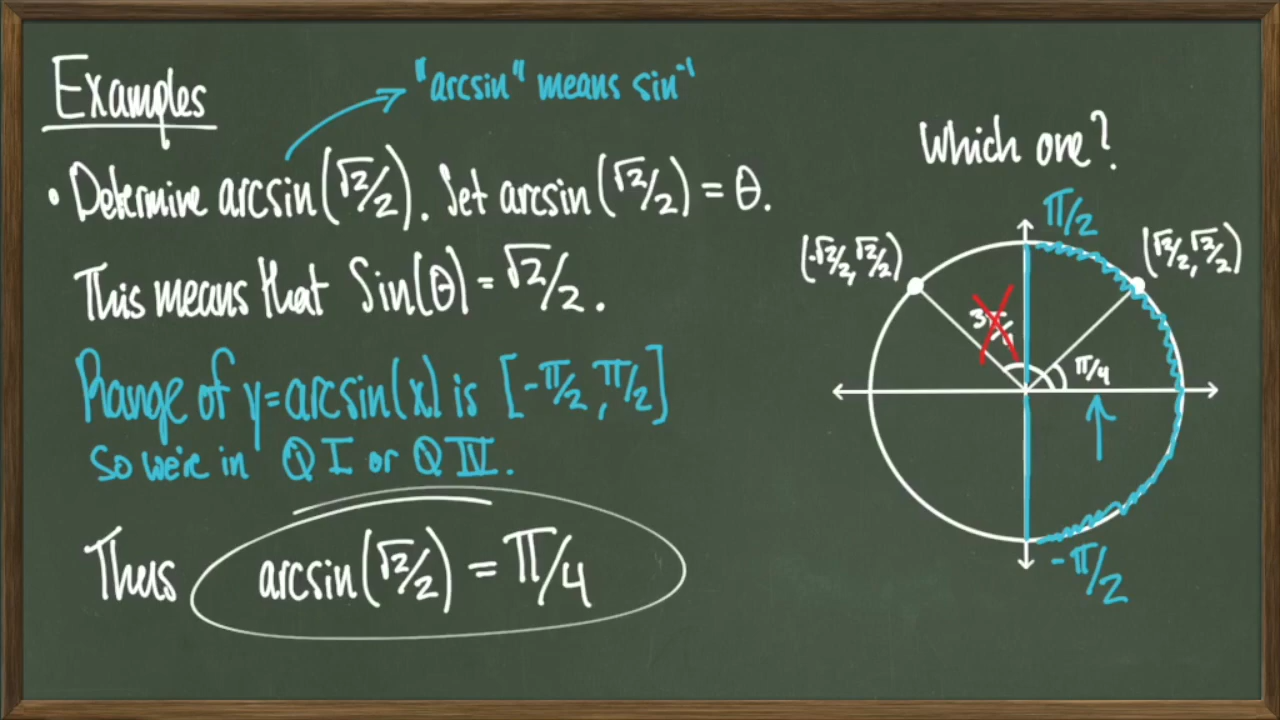 Examples
"arcsin" means sin⁻¹
• Determine arcsin(√2/2). Set arcsin(√2/2) = θ.
This means that Sin(θ) = √2/2.
Range of y=arcsin(x) is [-π/2, π/2]
so we're in Q I or Q IV.
Thus arcsin(√2/2) = π/4
Which one?
π/2
(-√2/2, √2/2)
(√2/2, √2/2)
π/4
-π/2